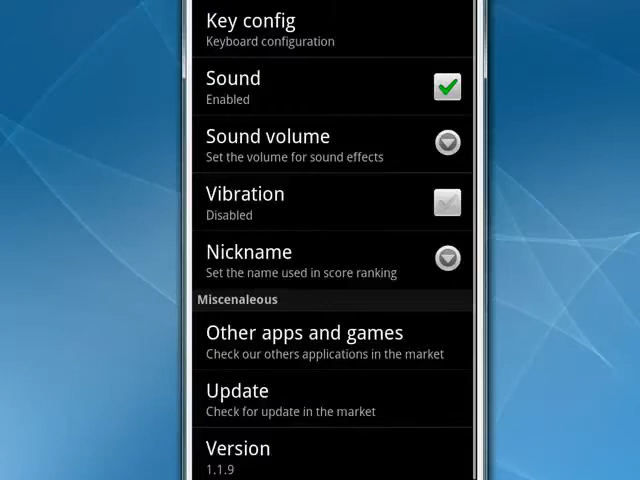 Key config
Keyboard configuration
Sound
Enabled
Sound volume
Set the volume for sound effects
Vibration
Disabled
Nickname
Set the name used in score ranking
Miscenaleous
Other apps and games
Check our others applications in the market
Update
Check for update in the market
Version
1.1.9